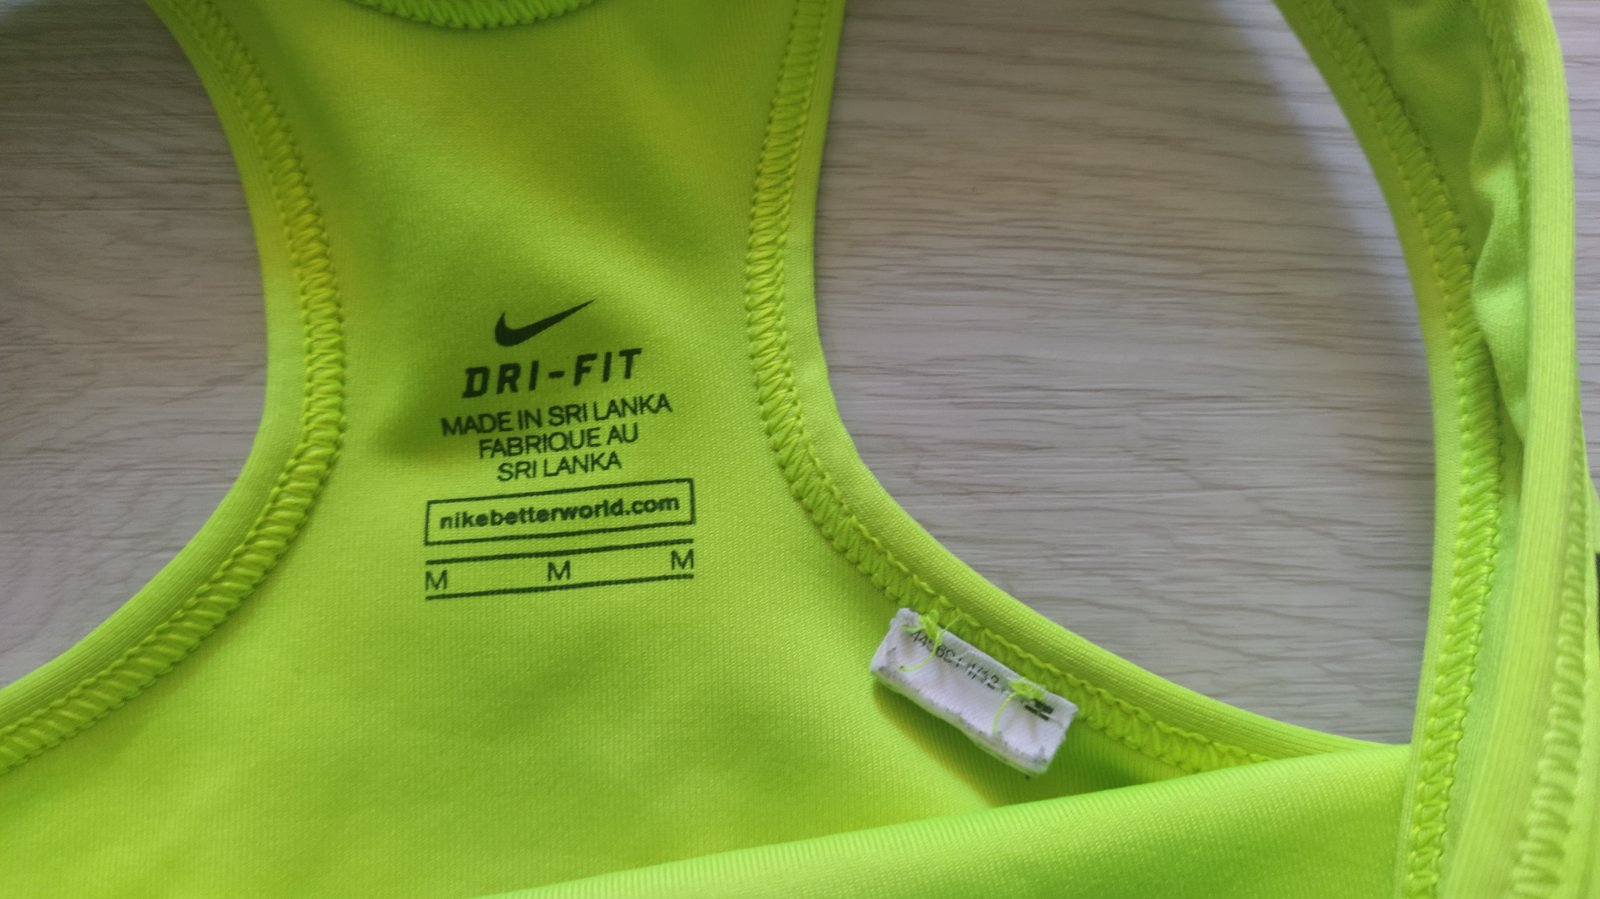 DRI-FIT
MADE IN SRI LANKA
FABRIQUE AU
SRI LANKA
nikebetterworld.com
M M M